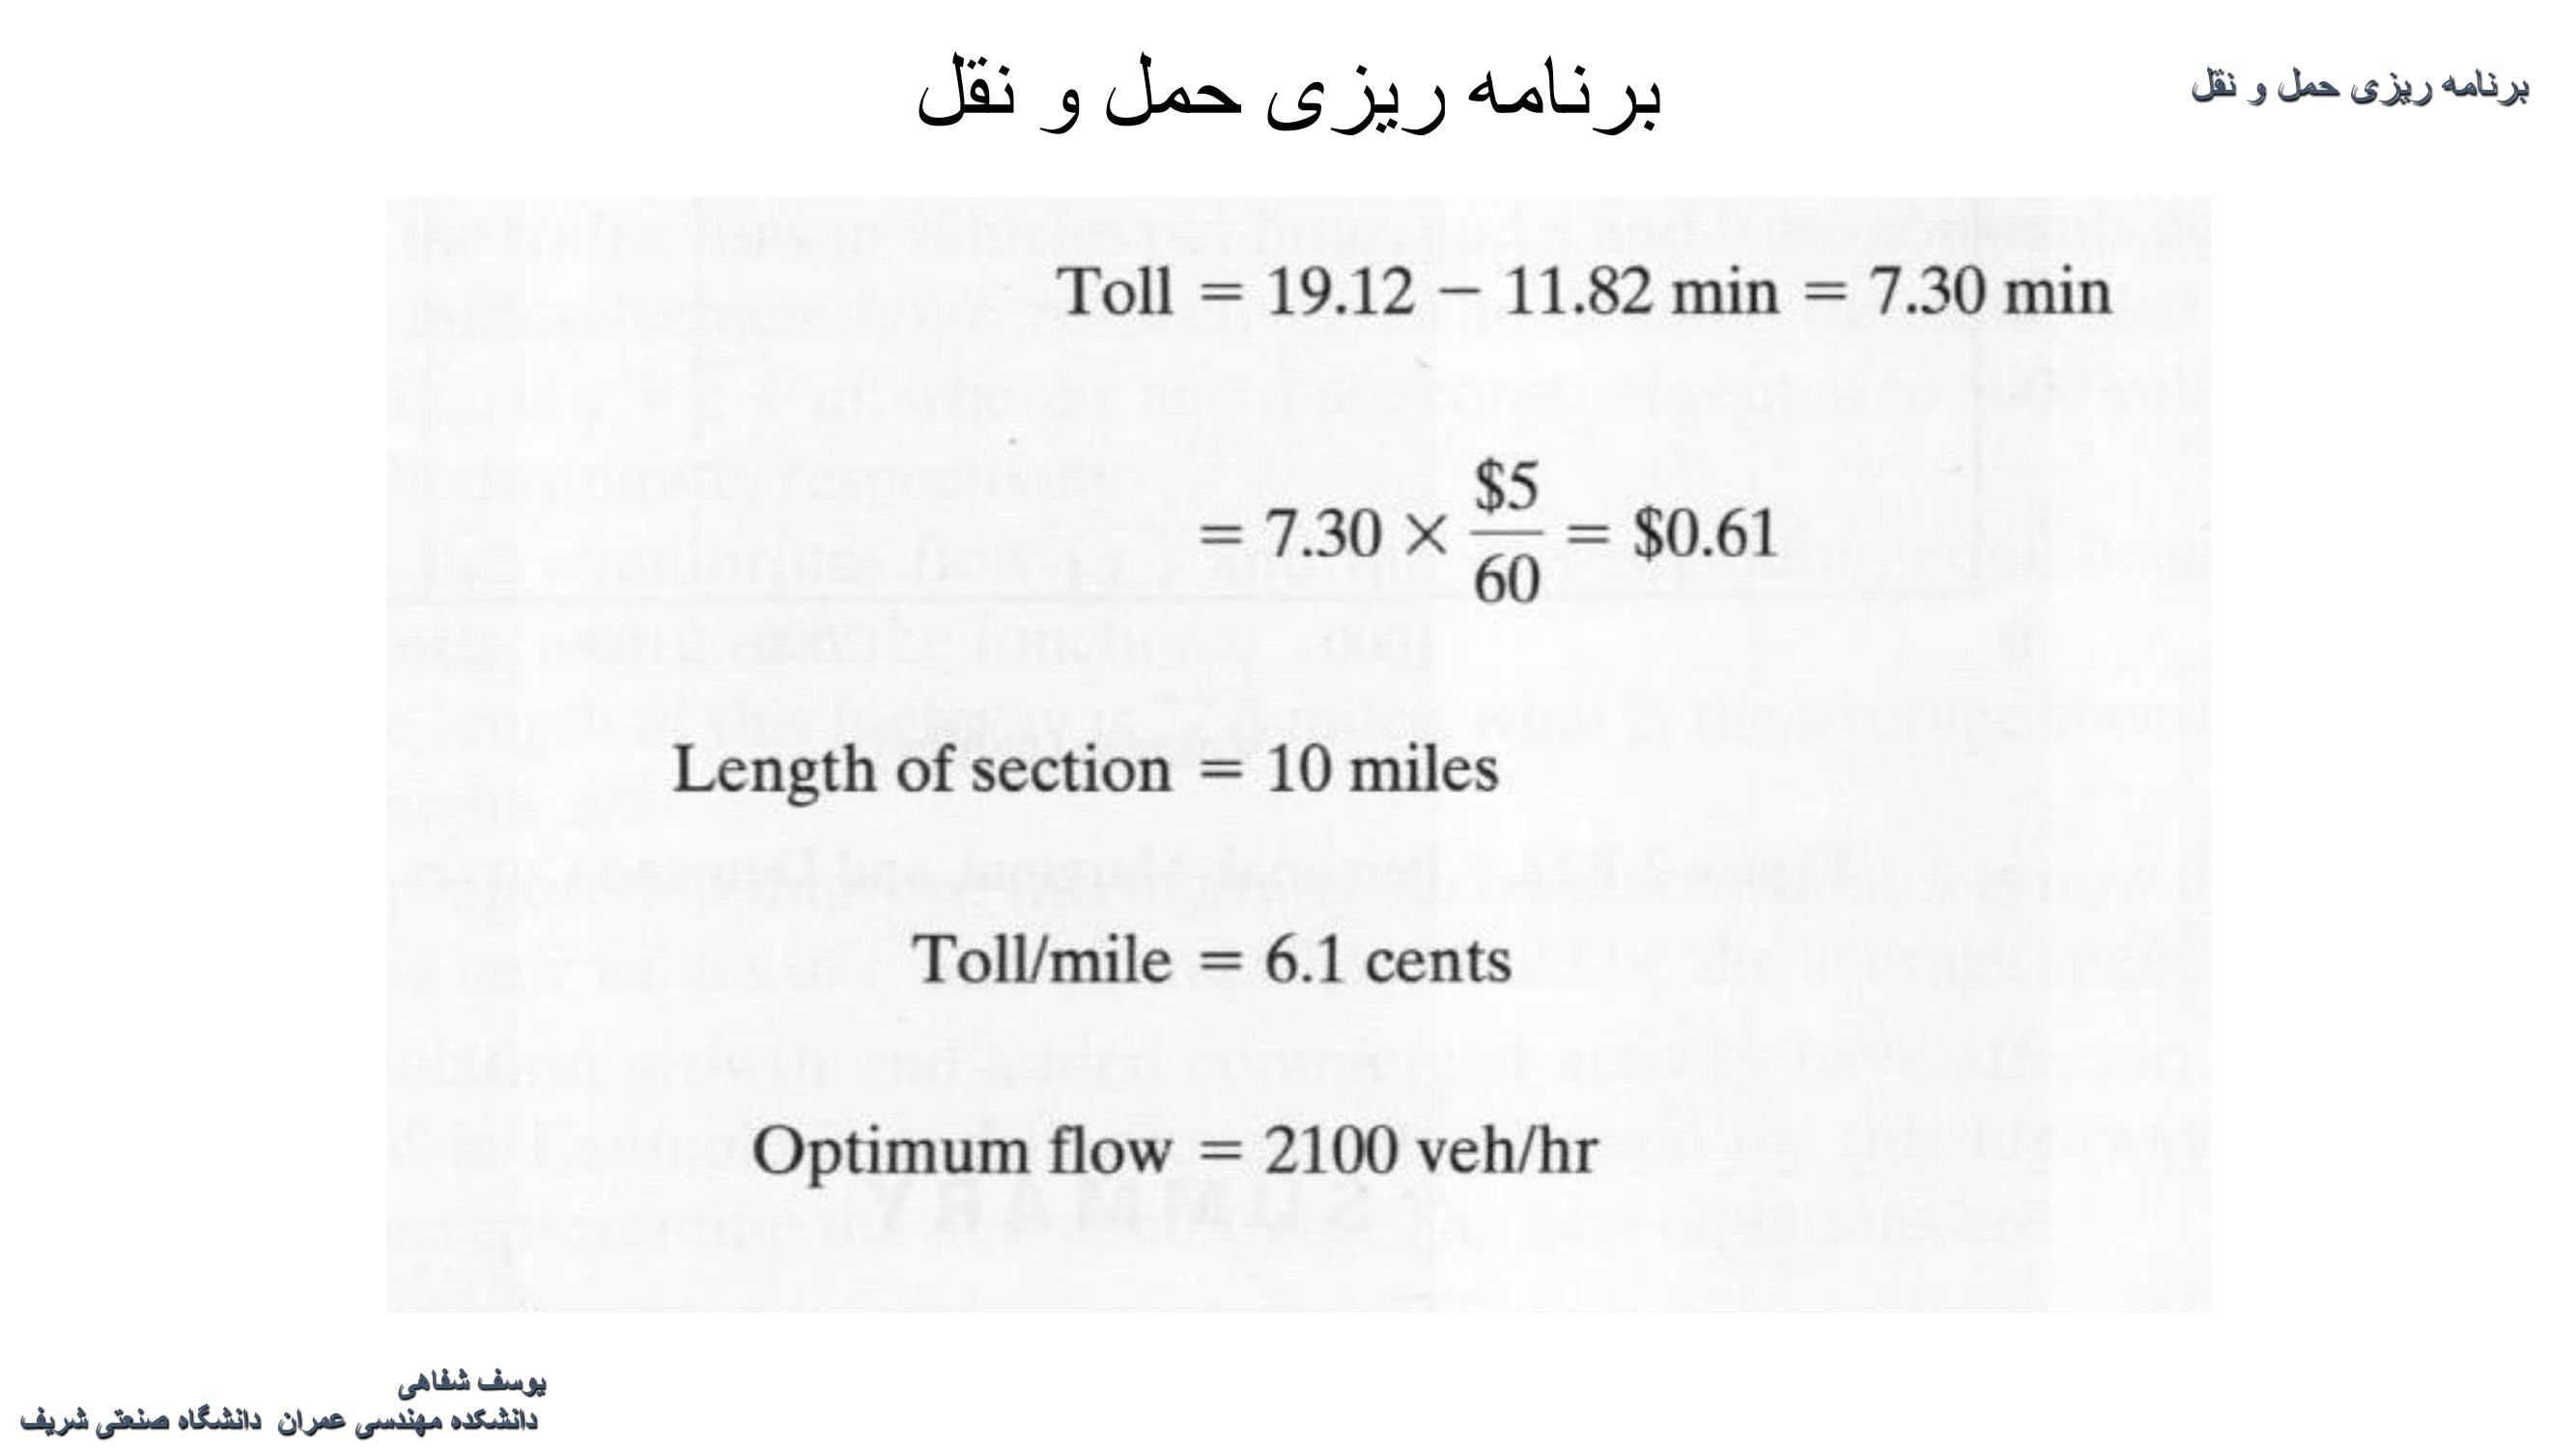 برنامه ریزی حمل و نقل
برنامه ریزی حمل و نقل
Toll = 19.12 − 11.82 min = 7.30 min
= 7.30 × $5/60 = $0.61
Length of section = 10 miles
Toll/mile = 6.1 cents
Optimum flow = 2100 veh/hr
یوسف شفاهی
دانشکده مهندسی عمران دانشگاه صنعتی شریف